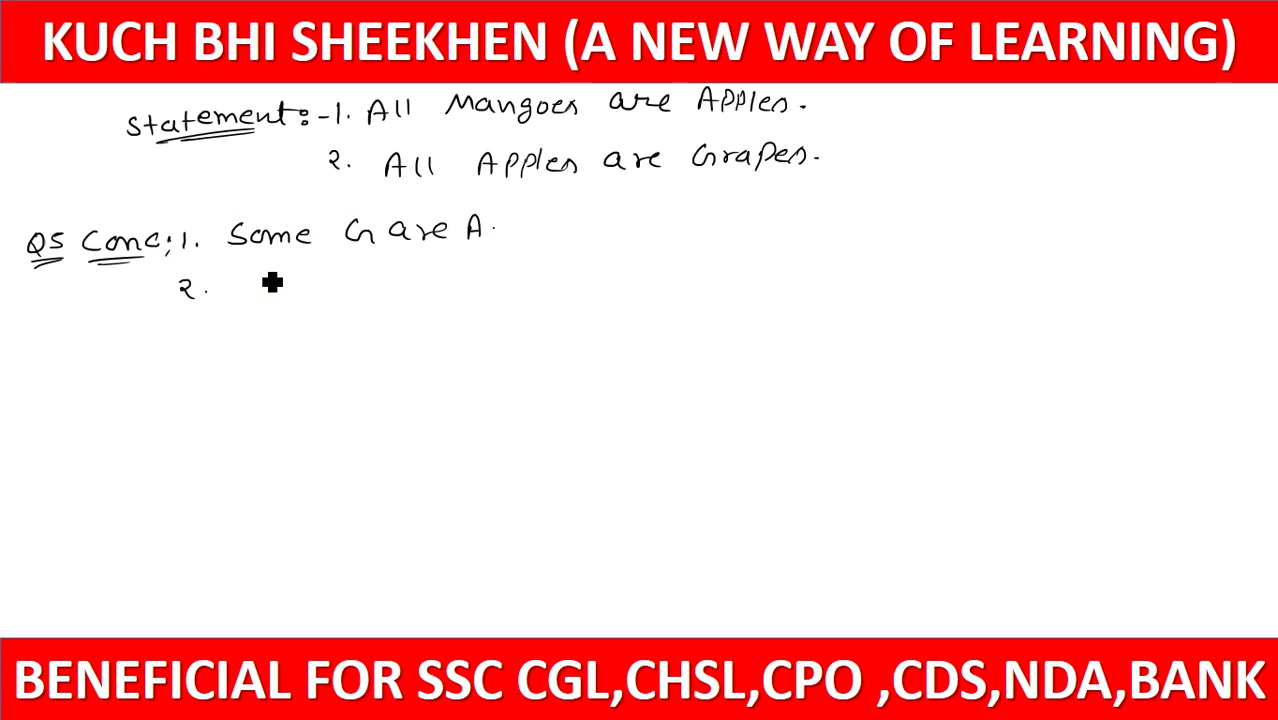 KUCH BHI SHEEKHEN (A NEW WAY OF LEARNING)
Statement:-1. All Mangoes are Apples.
2. All Apples are Grapes.
Q5 Conc; 1. Some G are A.
2.
BENEFICIAL FOR SSC CGL,CHSL,CPO ,CDS,NDA,BANK